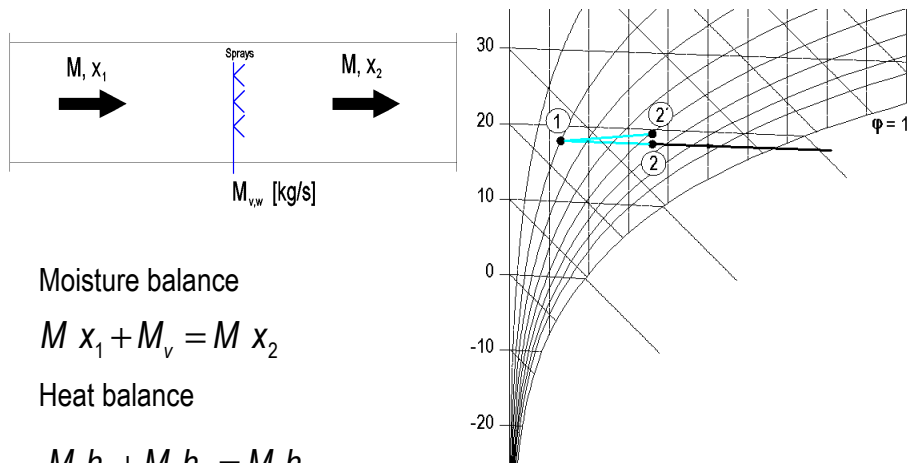 Sprays
M, x₁
M, x₂
Mᵥ,w [kg/s]
Moisture balance
M x₁ + Mᵥ = M x₂
Heat balance
30
20
10
0
-10
-20
1
2'
2
φ = 1